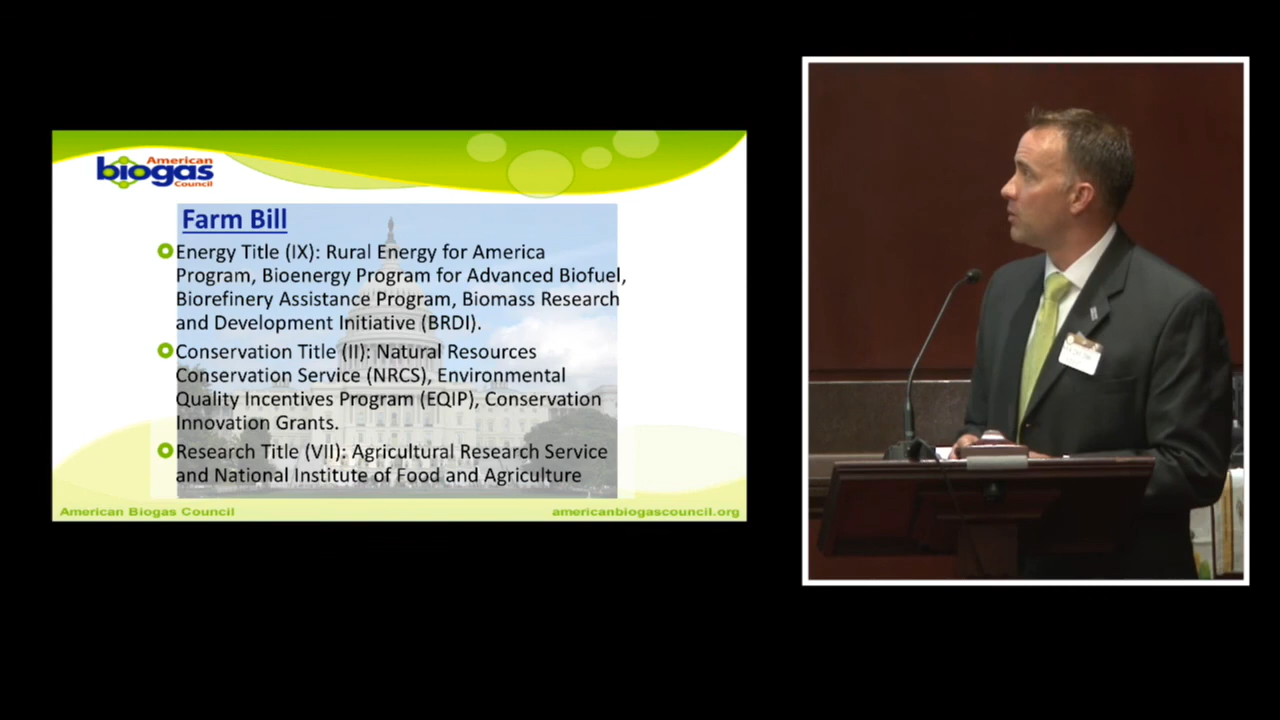 American
biogas
Council
Farm Bill
Energy Title (IX): Rural Energy for America
Program, Bioenergy Program for Advanced Biofuel,
Biorefinery Assistance Program, Biomass Research
and Development Initiative (BRDI).
Conservation Title (II): Natural Resources
Conservation Service (NRCS), Environmental
Quality Incentives Program (EQIP), Conservation
Innovation Grants.
Research Title (VII): Agricultural Research Service
and National Institute of Food and Agriculture
American Biogas Council
americanbiogascouncil.org